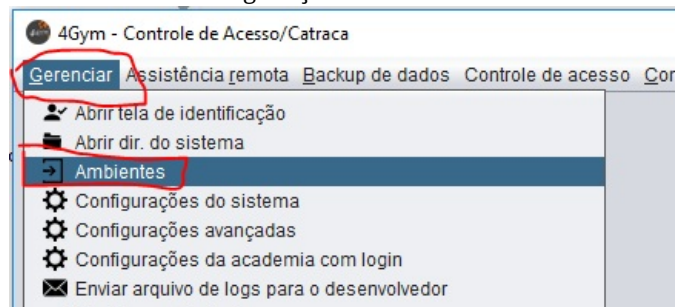 4Gym - Controle de Acesso/Catraca
Gerenciar Assistência remota Backup de dados Controle de acesso
Abrir tela de identificação
Abrir dir. do sistema
Ambientes
Configurações do sistema
Configurações avançadas
Configurações da academia com login
Enviar arquivo de logs para o desenvolvedor